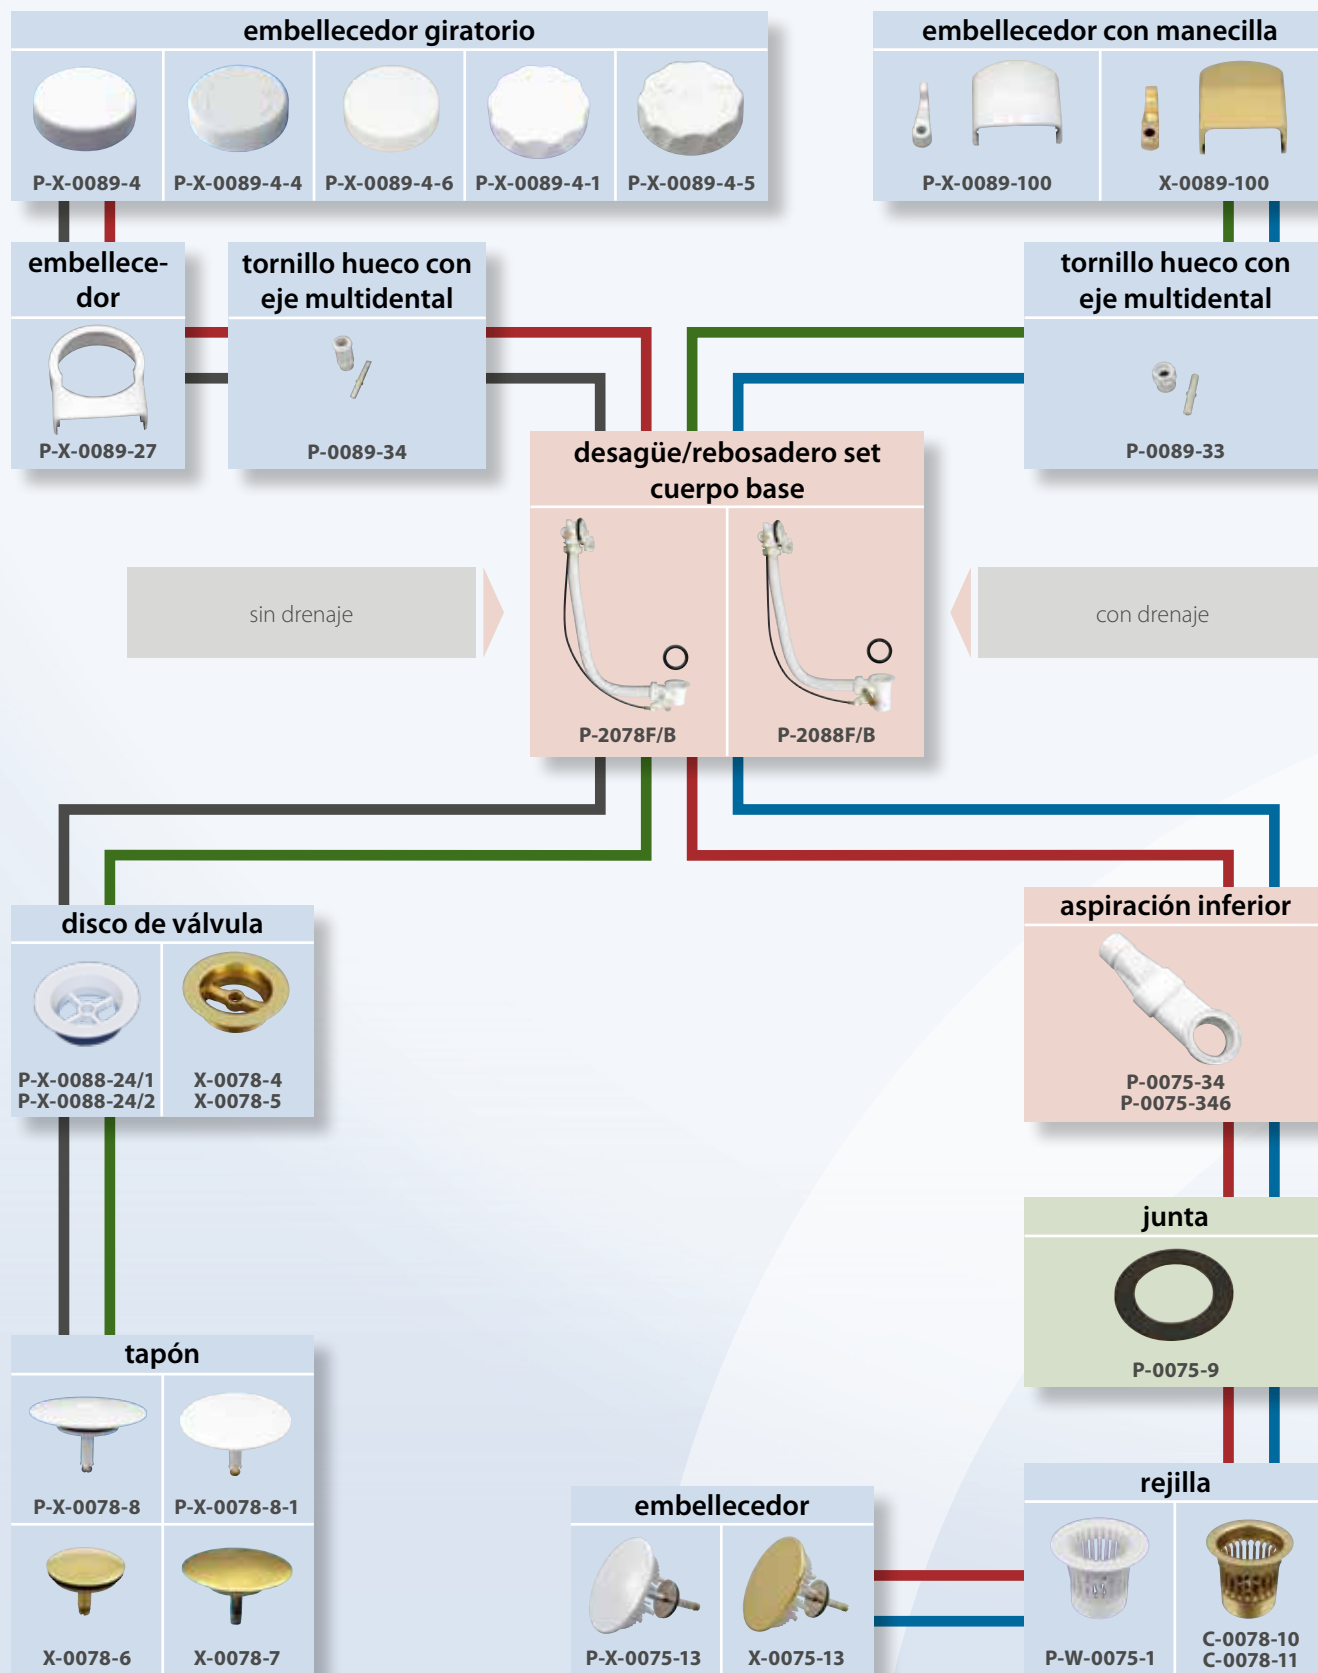 embellecedor giratorio
P-X-0089-4
P-X-0089-4-4
P-X-0089-4-6
P-X-0089-4-1
P-X-0089-4-5
embellecedor con manecilla
P-X-0089-100
X-0089-100
embellece-
dor
P-X-0089-27
tornillo hueco con
eje multidental
P-0089-34
tornillo hueco con
eje multidental
P-0089-33
desagüe/rebosadero set
cuerpo base
P-2078F/B
P-2088F/B
sin drenaje
con drenaje
disco de válvula
P-X-0088-24/1
P-X-0088-24/2
X-0078-4
X-0078-5
aspiración inferior
P-0075-34
P-0075-346
junta
P-0075-9
tapón
P-X-0078-8
P-X-0078-8-1
X-0078-6
X-0078-7
embellecedor
P-X-0075-13
X-0075-13
rejilla
P-W-0075-1
C-0078-10
C-0078-11